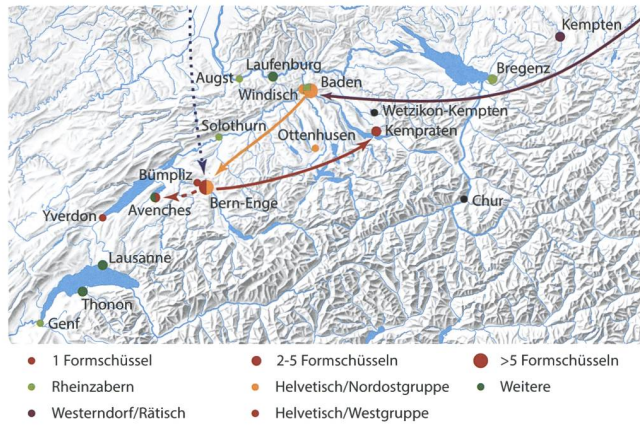 Kempten
Laufenburg
Augst
Baden
Bregenz
Windisch
Wetzikon-Kempten
Solothurn
Ottenhusen
Kempraten
Bümpliz
Chur
Avenches
Bern-Enge
Yverdon
Lausanne
Thonon
Genf
1 Formschüssel
2-5 Formschüsseln
>5 Formschüsseln
Rheinzabern
Helvetisch/Nordostgruppe
Weitere
Westerndorf/Rätisch
Helvetisch/Westgruppe